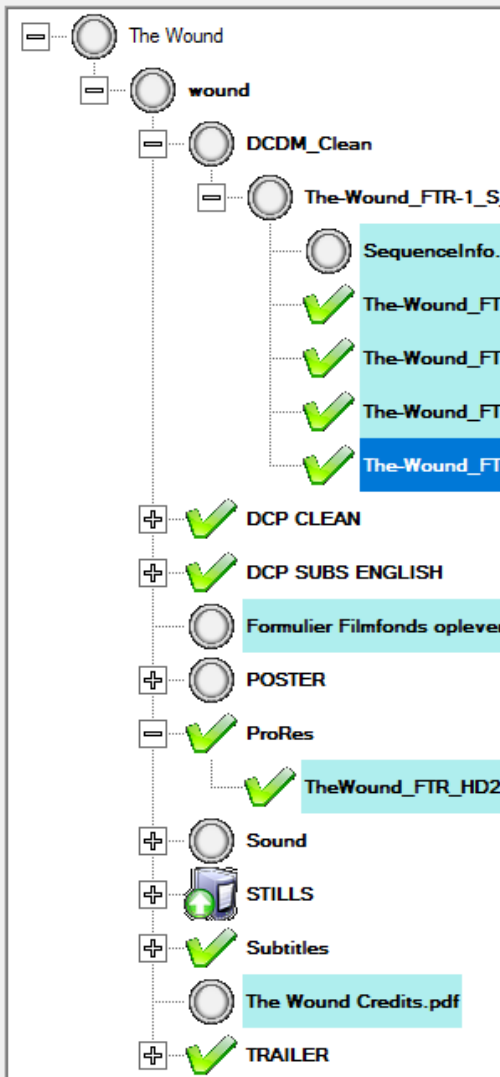 The Wound
wound
DCDM_Clean
The-Wound_FTR-1_S
SequenceInfo.
The-Wound_FT
The-Wound_FT
The-Wound_FT
The-Wound_FT
DCP CLEAN
DCP SUBS ENGLISH
Formulier Filmfonds oplever
POSTER
ProRes
TheWound_FTR_HD2
Sound
STILLS
Subtitles
The Wound Credits.pdf
TRAILER